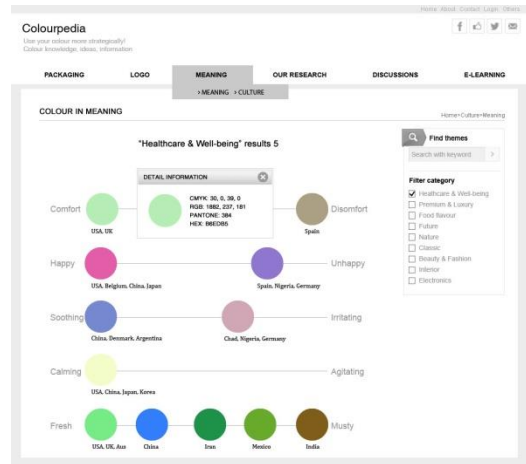 Home About Contact Login Others
Colourpedia
Use your colour more strategically!
Colour knowledge, ideas, information
PACKAGING LOGO MEANING OUR RESEARCH DISCUSSIONS E-LEARNING
>MEANING >CULTURE
COLOUR IN MEANING
Home>Culture>Meaning
"Healthcare & Well-being" results 5
Find themes
Search with keyword >
Filter category
Healthcare & Well-being
Premium & Luxury
Food flavour
Future
Nature
Classic
Beauty & Fashion
Interior
Electronics
DETAIL INFORMATION
CMYK: 30, 0, 39, 0
RGB: 1882, 237, 181
PANTONE: 384
HEX: B6EDB5
Comfort Disomfort
USA, UK Spain
Happy Unhappy
USA, Belgium, China, Japan Spain, Nigeria, Germany
Soothing Irritating
China, Denmark, Argentina Chad, Nigeria, Germany
Calming Agitating
USA, China, Japan, Korea
Fresh Musty
USA, UK, Aus China Iran Mexico India